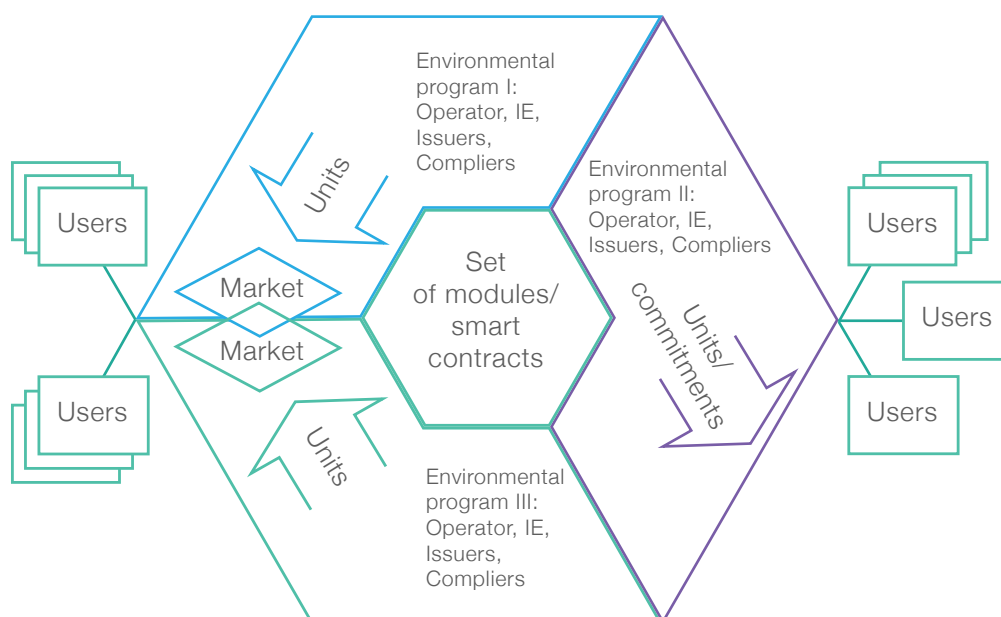 Environmental
program I:
Operator, IE,
Issuers,
Compliers
Units
Users
Market
Market
Users
Set
of modules/
smart
contracts
Environmental
program II:
Operator, IE,
Issuers, Compliers
Units/
commitments
Users
Users
Users
Units
Environmental
program III:
Operator, IE,
Issuers,
Compliers